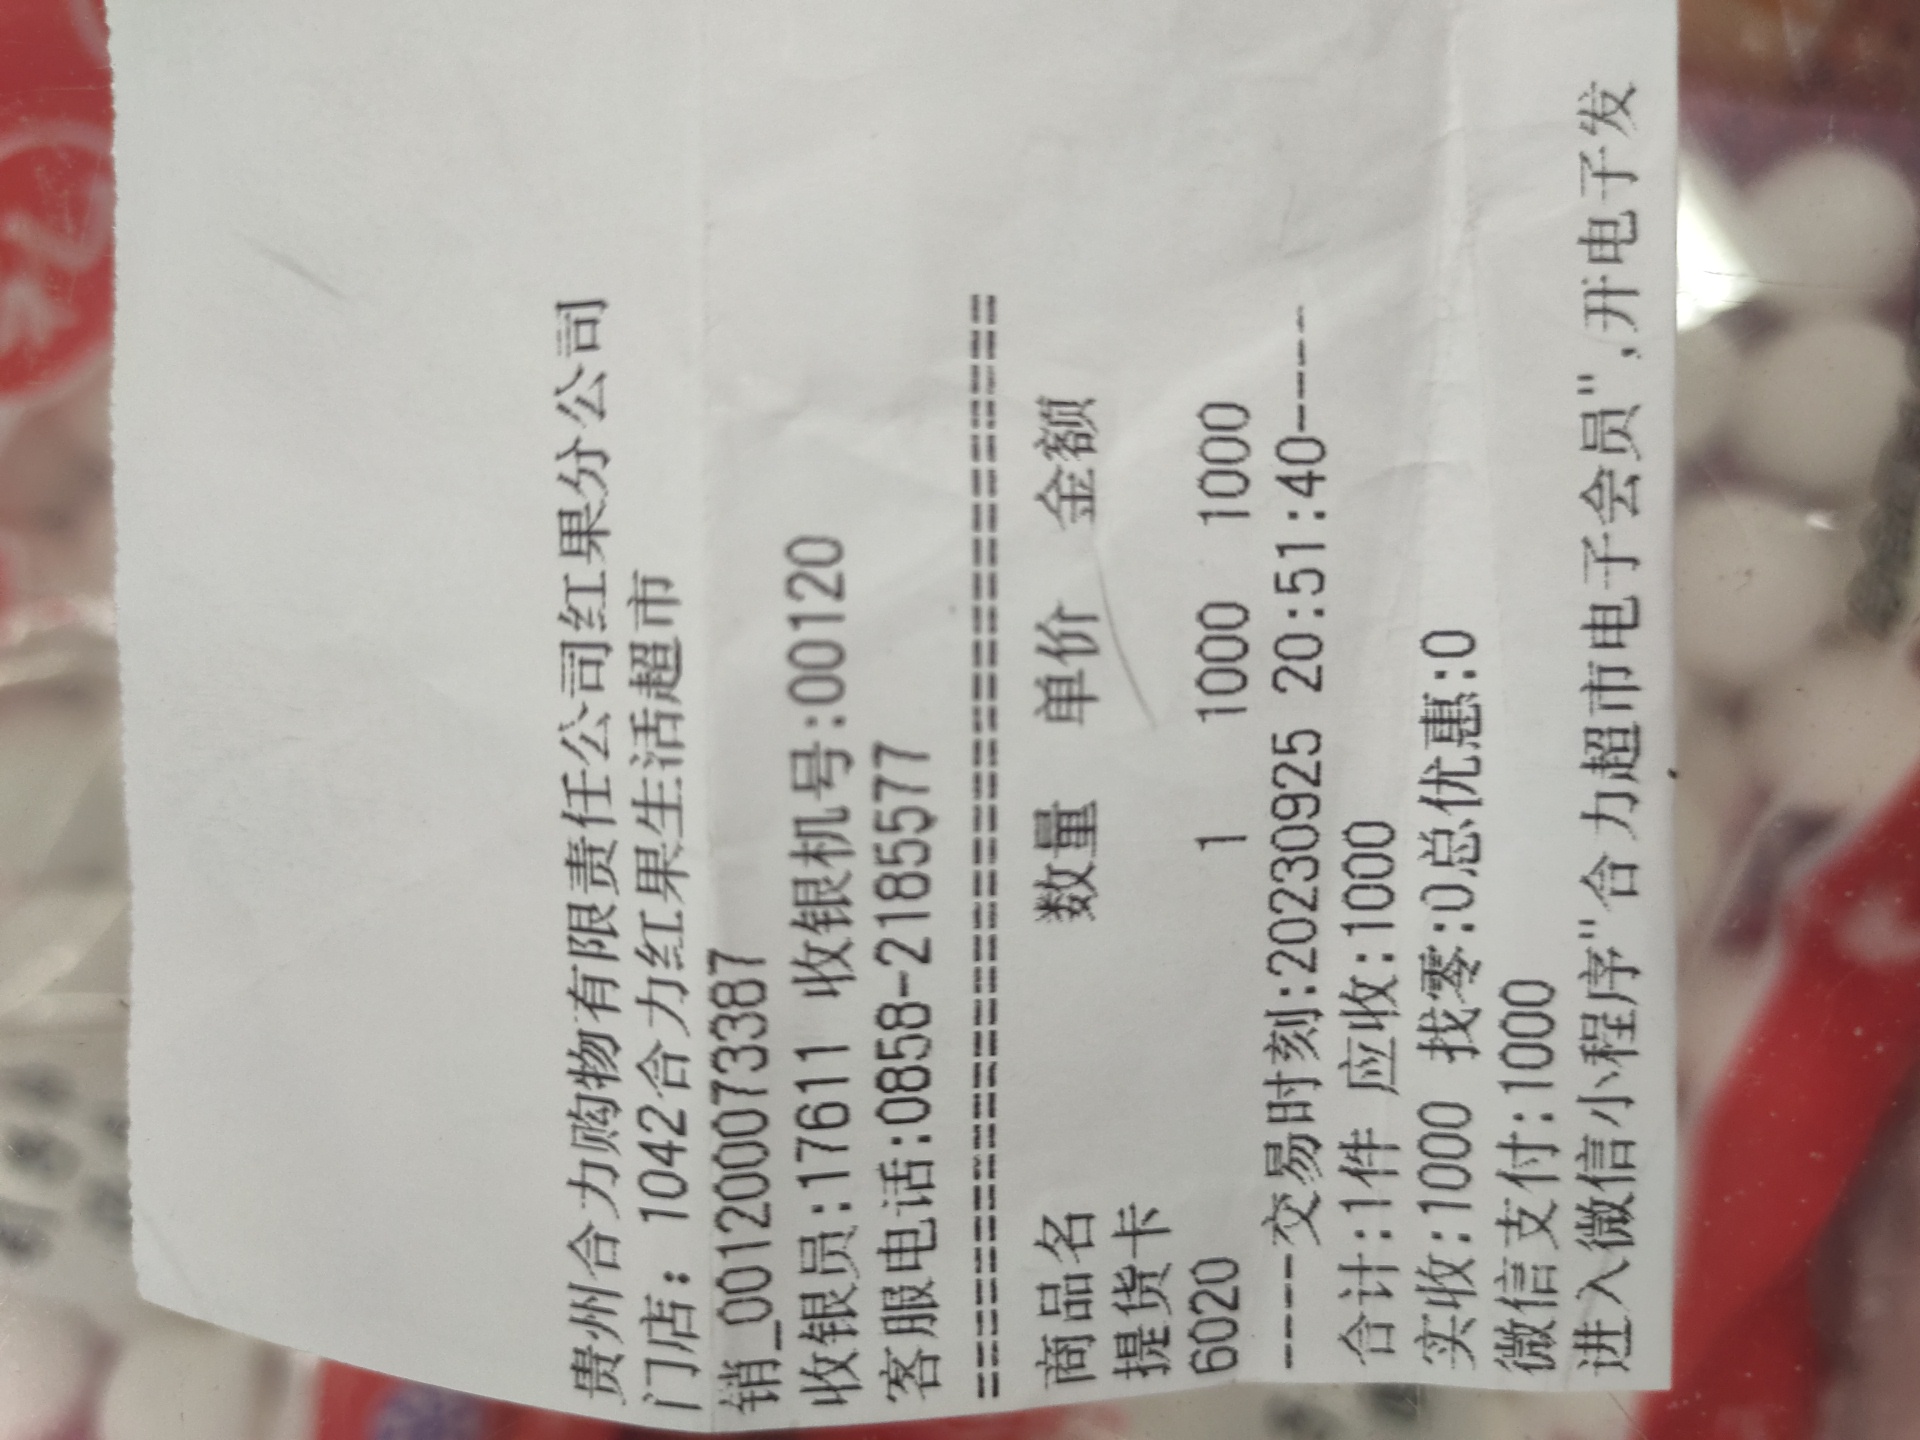 贵州合力购物有限责任公司红果分公司
门店：1042合力红果生活超市
销_001200073387
收银员:17611 收银机号:00120
客服电话:0858-2185577
========================================
商品名 数量 单价 金额
提货卡
6020 1 1000 1000
-----交易时刻:20230925 20:51:40-----
合计:1件 应收:1000
实收:1000 找零:0总优惠:0
微信支付:1000
进入微信小程序"合力超市电子会员",开电子发